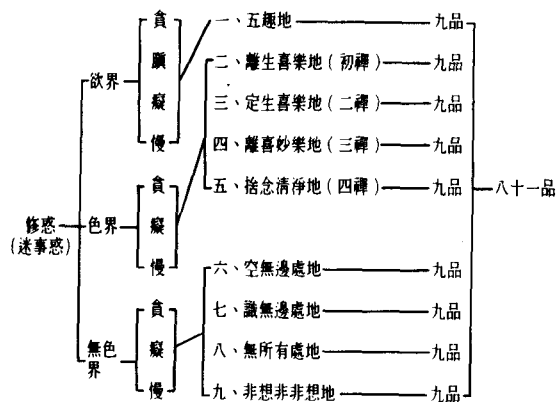 修惑
(迷事惑)
欲界
貪
瞋
癡
慢
一、五趣地
九品
色界
貪
癡
慢
二、離生喜樂地(初禪)
九品
三、定生喜樂地(二禪)
九品
四、離喜妙樂地(三禪)
九品
五、捨念清淨地(四禪)
九品
無色
界
貪
癡
慢
六、空無邊處地
九品
七、識無邊處地
九品
八、無所有處地
九品
九、非想非非想地
九品
八十一品